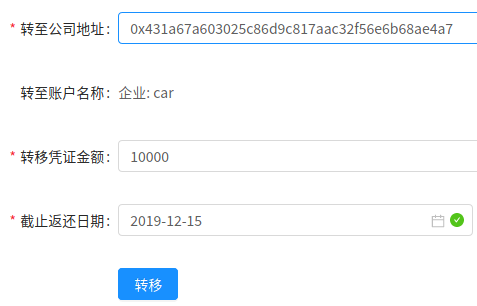 * 转至公司地址: 0x431a67a603025c86d9c817aac32f56e6b68ae4a7
转至账户名称: 企业: car
* 转移凭证金额: 10000
* 截止返还日期: 2019-12-15
转移